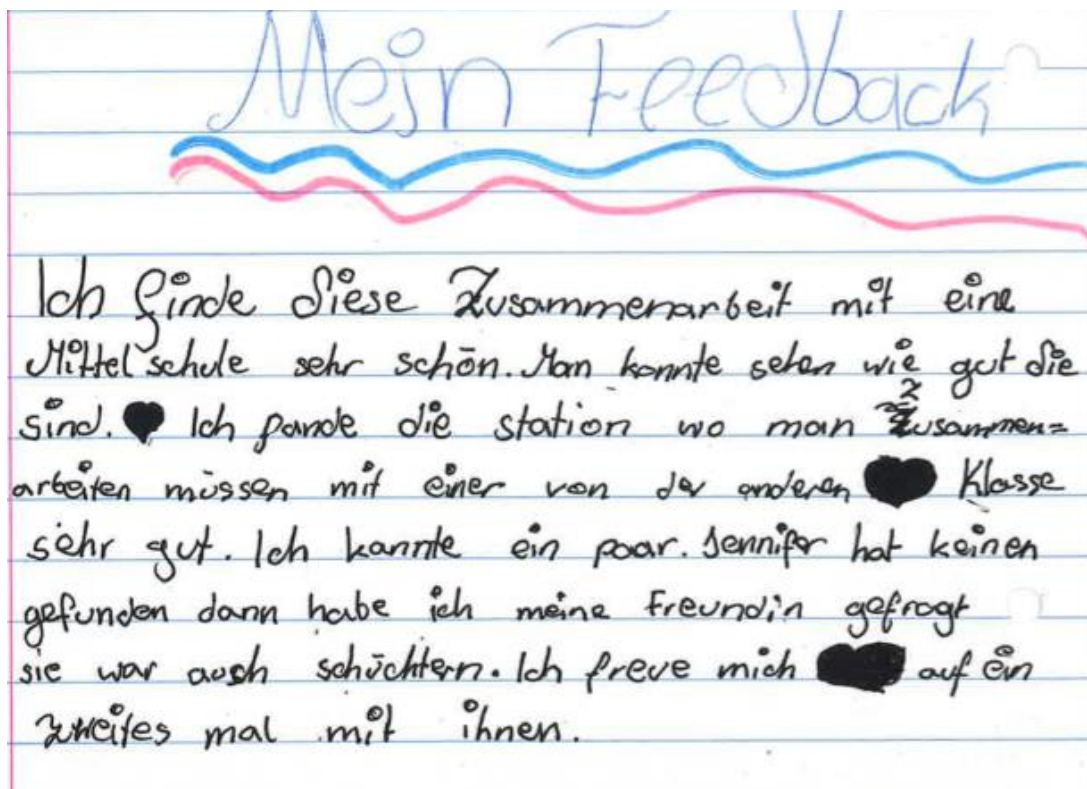 Mein Feedback
Ich finde diese Zusammenarbeit mit eine
Mittelschule sehr schön. Man konnte sehen wie gut die
sind. Ich fande die station wo man zusammen=
arbeiten müssen mit einer von der anderen Klasse
sehr gut. Ich kannte ein paar. Jennifer hat keinen
gefunden dann habe ich meine Freundin gefragt
sie war auch schüchtern. Ich freue mich auf ein
zweites mal mit ihnen.